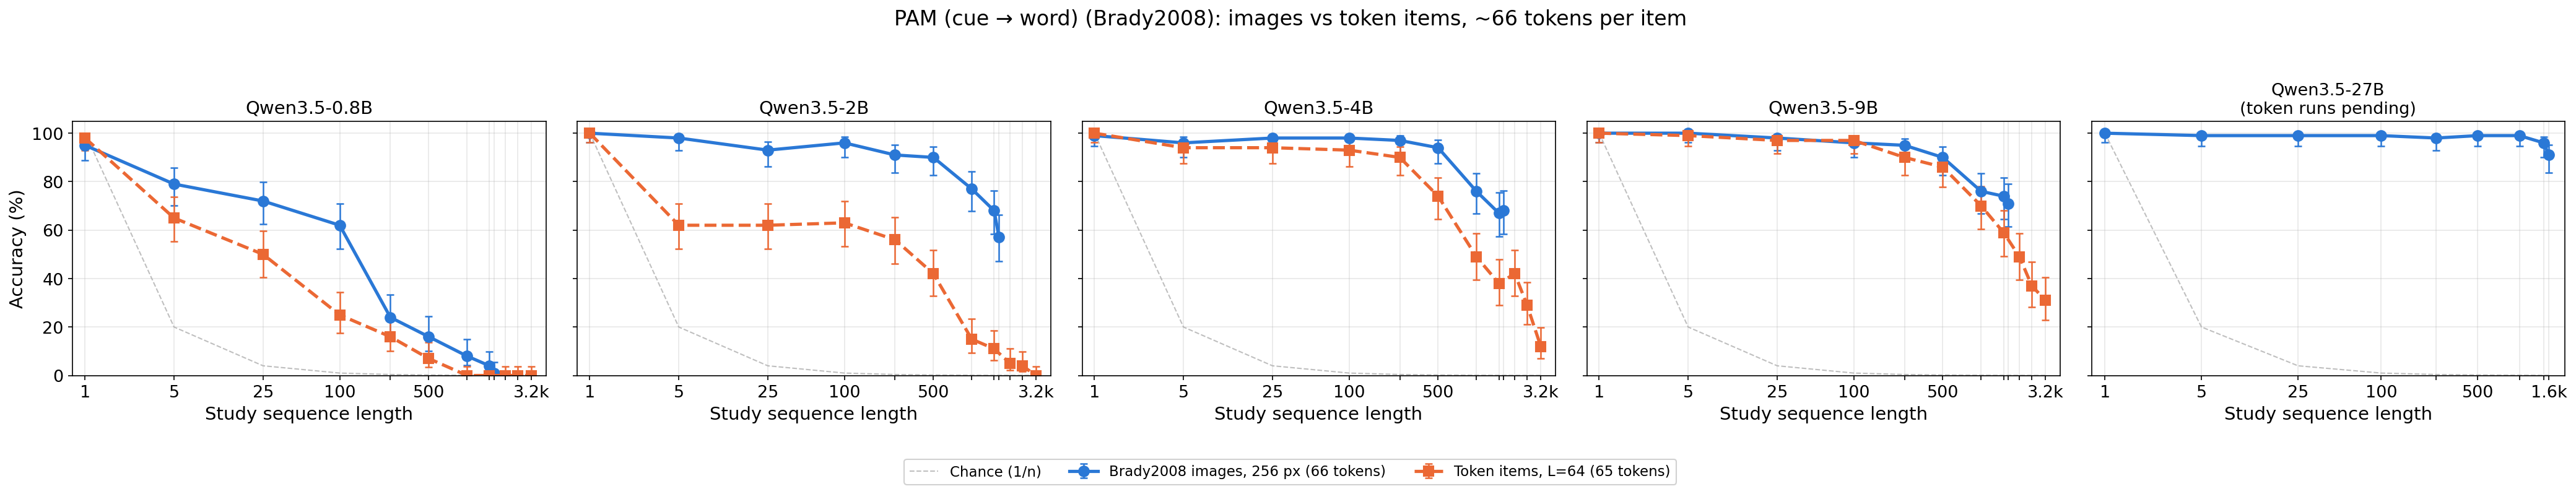 PAM (cue → word) (Brady2008): images vs token items, ~66 tokens per item
Qwen3.5-0.8B
Qwen3.5-2B
Qwen3.5-4B
Qwen3.5-9B
Qwen3.5-27B
(token runs pending)
Accuracy (%)
100
80
60
40
20
0
1 5 25 100 500 3.2k
1 5 25 100 500 3.2k
1 5 25 100 500 3.2k
1 5 25 100 500 3.2k
1 5 25 100 500 1.6k
Study sequence length
Study sequence length
Study sequence length
Study sequence length
Study sequence length
Chance (1/n)
Brady2008 images, 256 px (66 tokens)
Token items, L=64 (65 tokens)